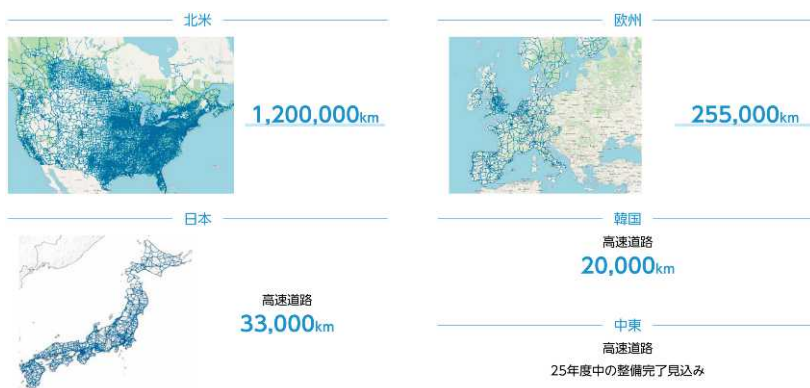 北米
1,200,000km
欧州
255,000km
日本
高速道路
33,000km
韓国
高速道路
20,000km
中東
高速道路
25年度中の整備完了見込み